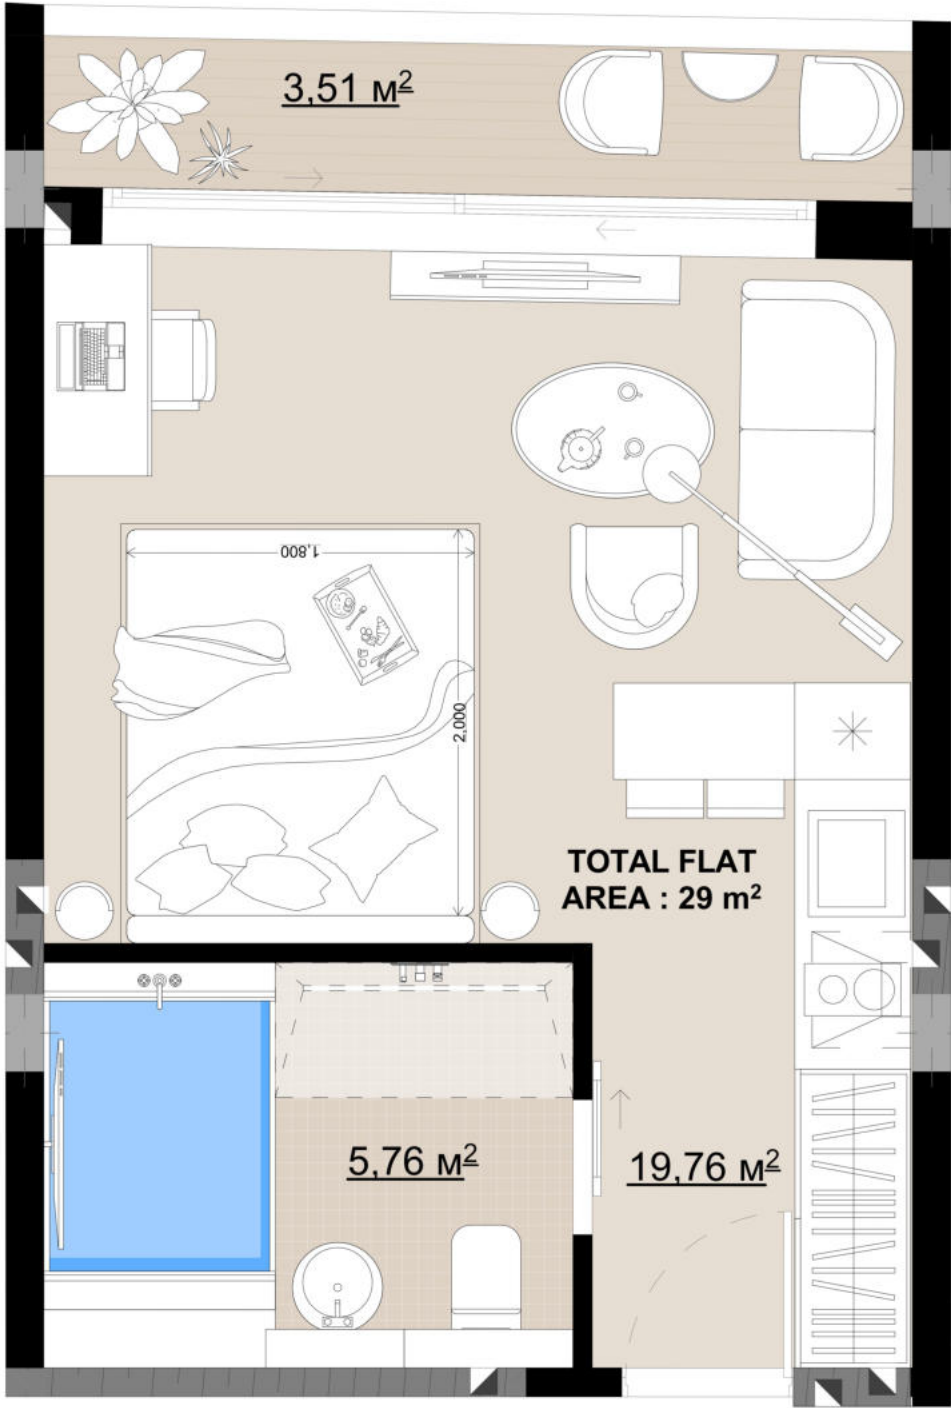 3,51 м²
1,800
2,000
TOTAL FLAT
AREA : 29 m²
5,76 м²
19,76 м²